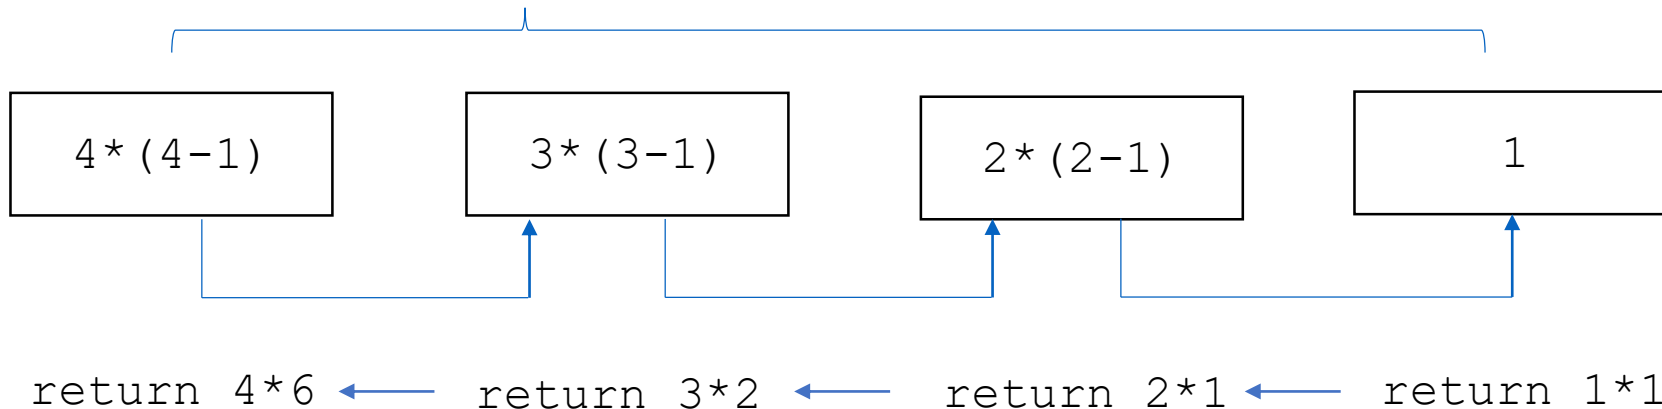 4*(4-1) 3*(3-1) 2*(2-1) 1
return 4*6 return 3*2 return 2*1 return 1*1